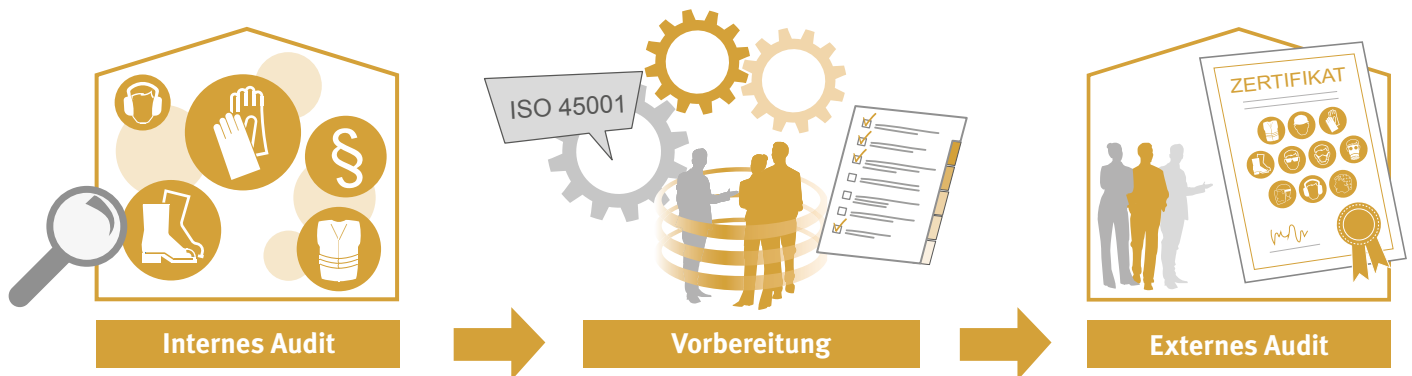 ISO 45001
§
ZERTIFIKAT
Internes Audit
Vorbereitung
Externes Audit